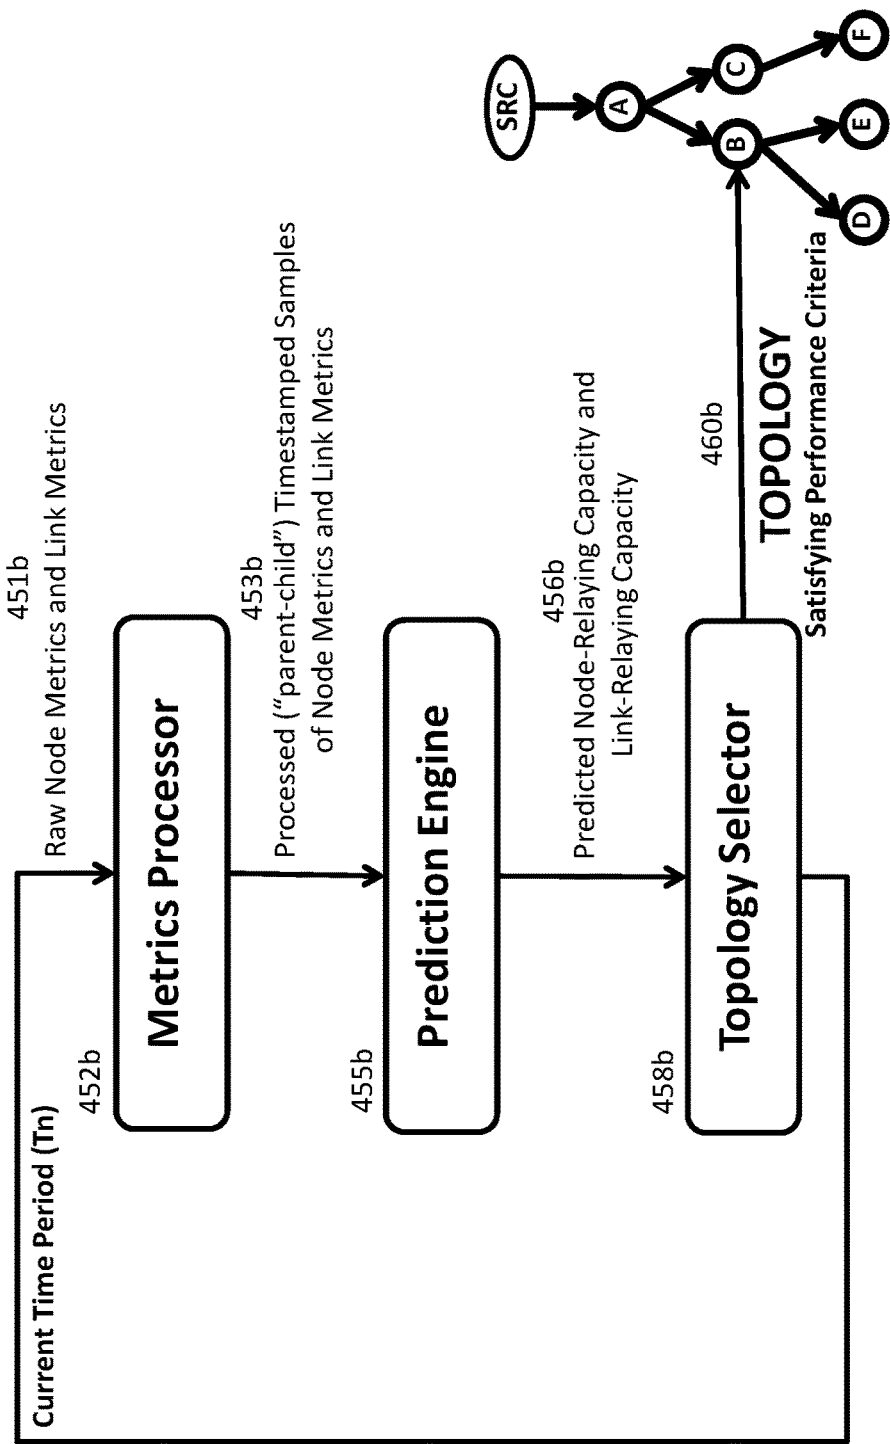 Current Time Period (Tn)
451b
Raw Node Metrics and Link Metrics
452b
Metrics Processor
453b
Processed (“parent-child”) Timestamped Samples
of Node Metrics and Link Metrics
455b
Prediction Engine
456b
Predicted Node-Relaying Capacity and
Link-Relaying Capacity
458b
Topology Selector
460b
TOPOLOGY
Satisfying Performance Criteria
SRC
A
B
C
D
E
F